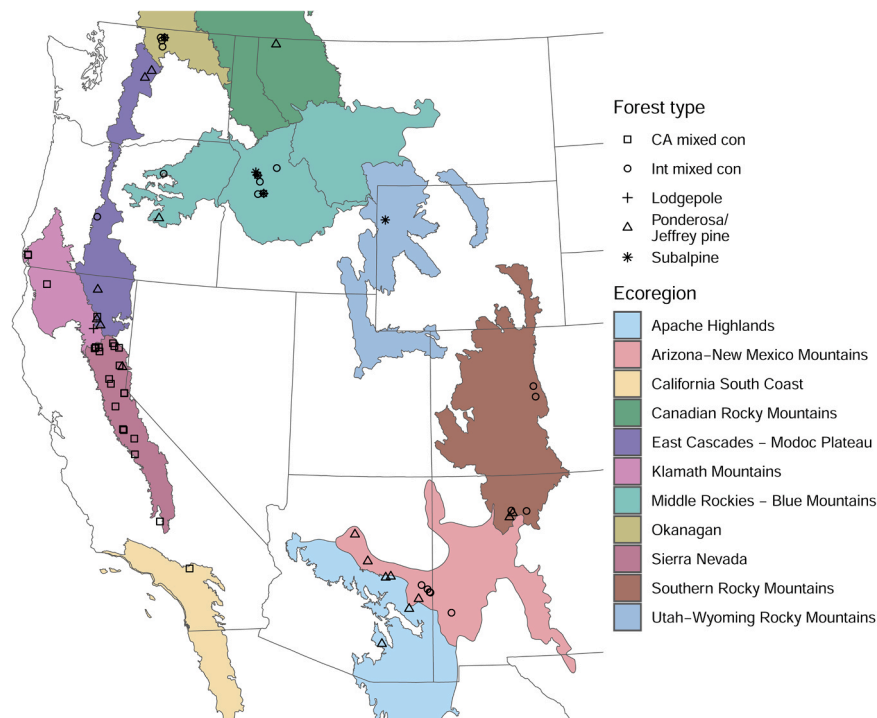 Forest type
CA mixed con
Int mixed con
Lodgepole
Ponderosa/
Jeffrey pine
Subalpine
Ecoregion
Apache Highlands
Arizona−New Mexico Mountains
California South Coast
Canadian Rocky Mountains
East Cascades − Modoc Plateau
Klamath Mountains
Middle Rockies − Blue Mountains
Okanagan
Sierra Nevada
Southern Rocky Mountains
Utah−Wyoming Rocky Mountains